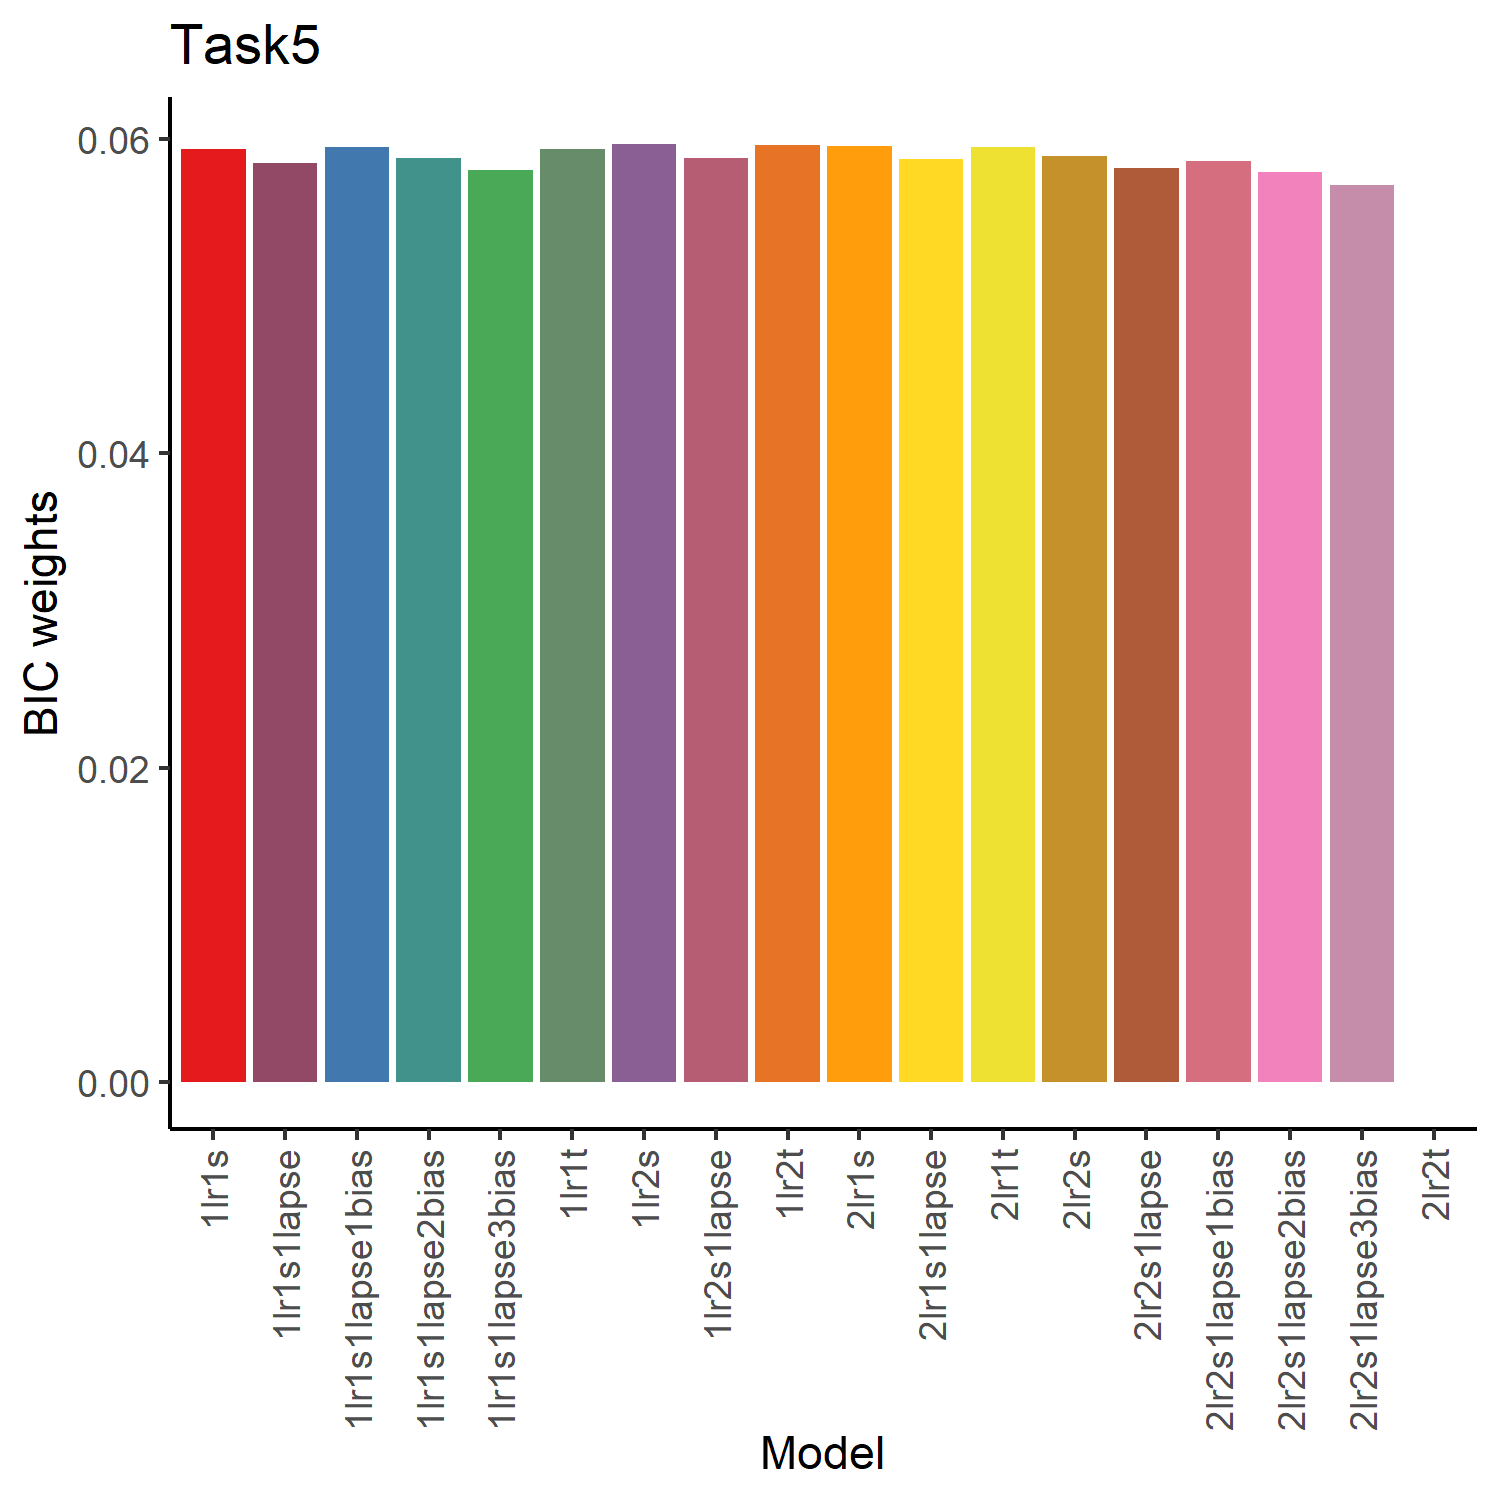 Task5
BIC weights
0.06
0.04
0.02
0.00
1lr1s
1lr1s1lapse
1lr1s1lapse1bias
1lr1s1lapse2bias
1lr1s1lapse3bias
1lr1t
1lr2s
1lr2s1lapse
1lr2t
2lr1s
2lr1s1lapse
2lr1t
2lr2s
2lr2s1lapse
2lr2s1lapse1bias
2lr2s1lapse2bias
2lr2s1lapse3bias
2lr2t
Model